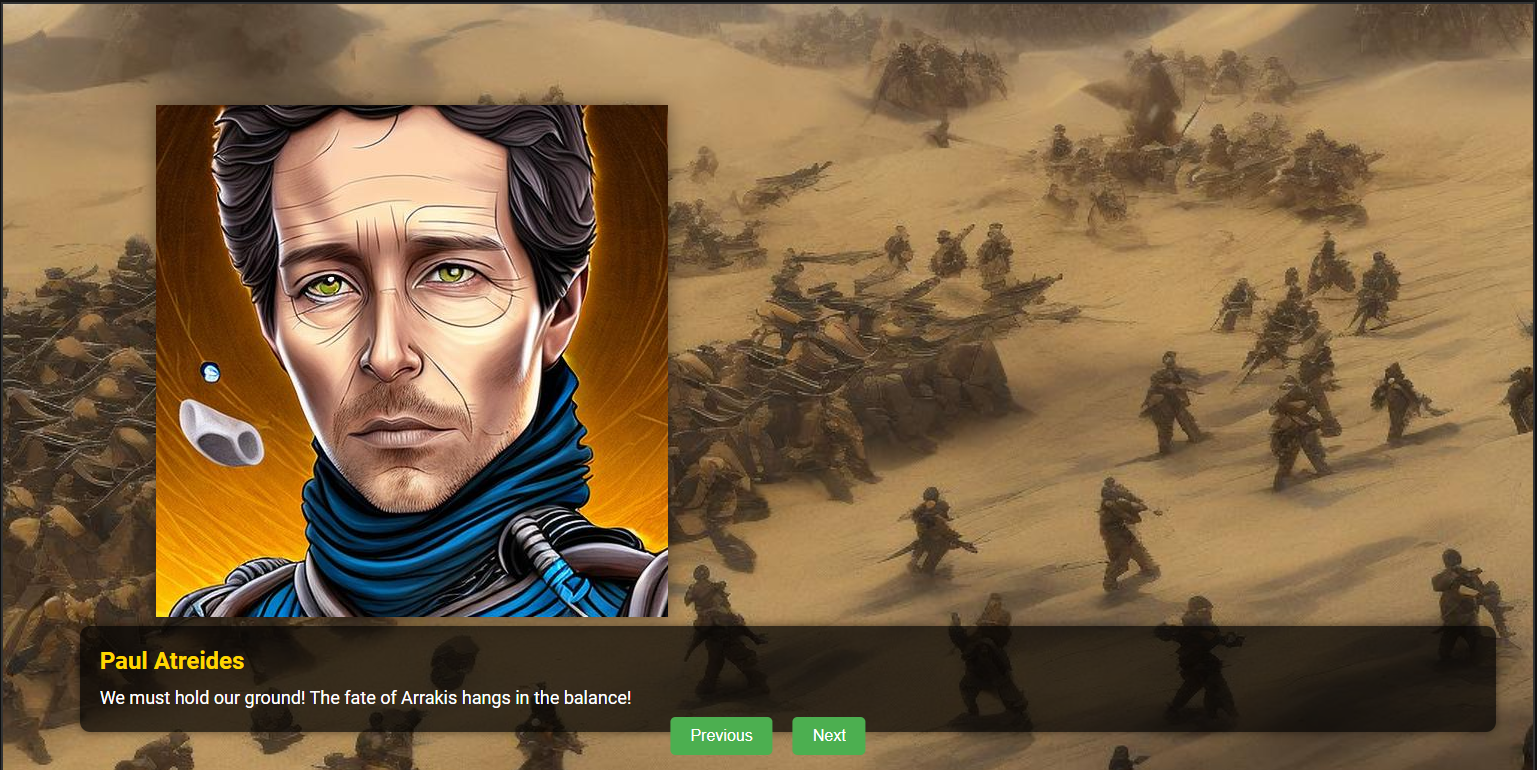 Paul Atreides
We must hold our ground! The fate of Arrakis hangs in the balance!
Previous Next